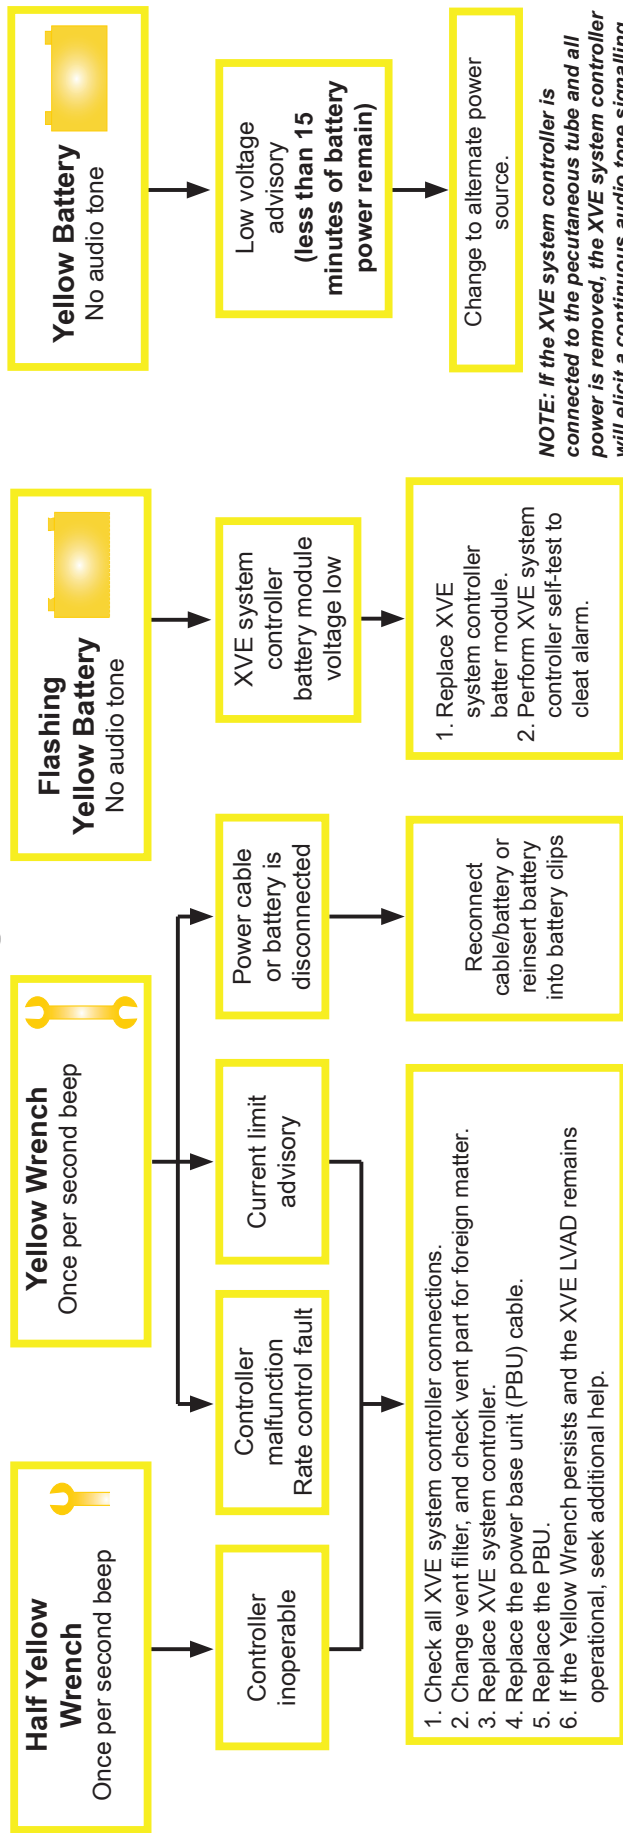 Half Yellow
Wrench
Once per second beep
Yellow Wrench
Once per second beep
Flashing
Yellow Battery
No audio tone
Yellow Battery
No audio tone
Controller
inoperable
Controller
malfunction
Rate control fault
Current limit
advisory
Power cable
or battery is
disconnected
XVE system
controller
battery module
voltage low
Low voltage
advisory
(less than 15
minutes of battery
power remain)
1. Check all XVE system controller connections.
2. Change vent filter, and check vent part for foreign matter.
3. Replace XVE system controller.
4. Replace the power base unit (PBU) cable.
5. Replace the PBU.
6. If the Yellow Wrench persists and the XVE LVAD remains
operational, seek additional help.
Reconnect
cable/battery or
reinsert battery
into battery clips
1. Replace XVE
system controller
batter module.
2. Perform XVE system
controller self-test to
cleat alarm.
Change to alternate power
source.
NOTE: If the XVE system controller is
connected to the pecutaneous tube and all
power is removed, the XVE system controller
will elicit a continuous audio tone signalling